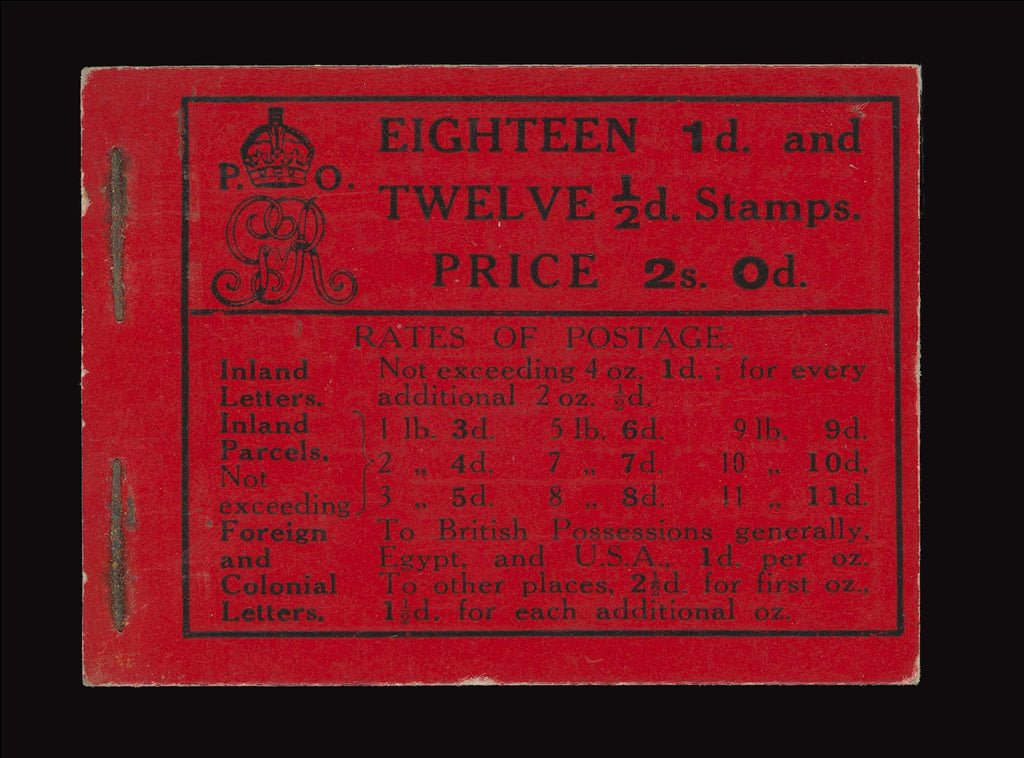 P. O.
GVR
EIGHTEEN 1d. and
TWELVE ½d. Stamps.
PRICE 2s. 0d.
RATES OF POSTAGE.
Inland Letters. Not exceeding 4 oz. 1d. ; for every
additional 2 oz. ½d.
Inland Parcels, Not exceeding
1 lb. 3d. 5 lb. 6d. 9 lb. 9d.
2 „ 4d. 7 „ 7d. 10 „ 10d.
3 „ 5d. 8 „ 8d. 11 „ 11d.
Foreign and Colonial Letters.
To British Possessions generally,
Egypt, and U.S.A., 1d. per oz.
To other places, 2½d. for first oz.,
1½d. for each additional oz.